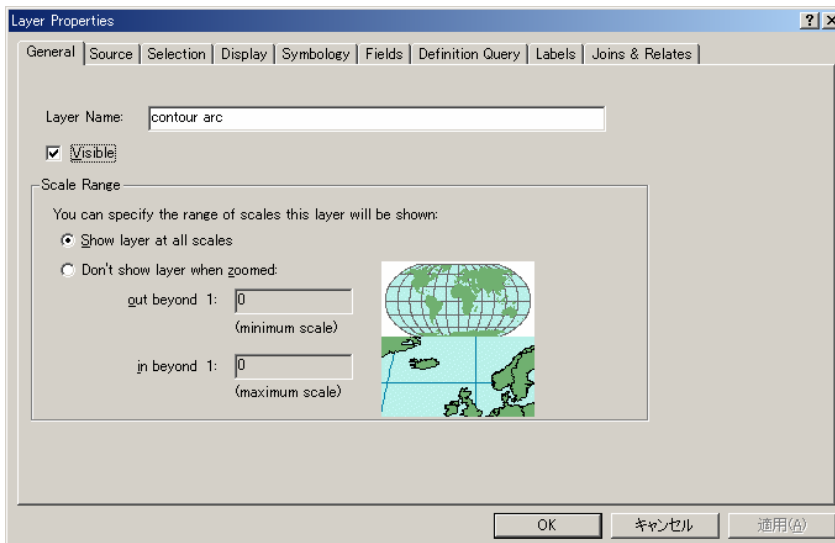 Layer Properties
General Source Selection Display Symbology Fields Definition Query Labels Joins & Relates
Layer Name: contour arc
Visible
Scale Range
You can specify the range of scales this layer will be shown:
Show layer at all scales
Don't show layer when zoomed:
out beyond 1: 0
(minimum scale)
in beyond 1: 0
(maximum scale)
OK キャンセル 適用(A)